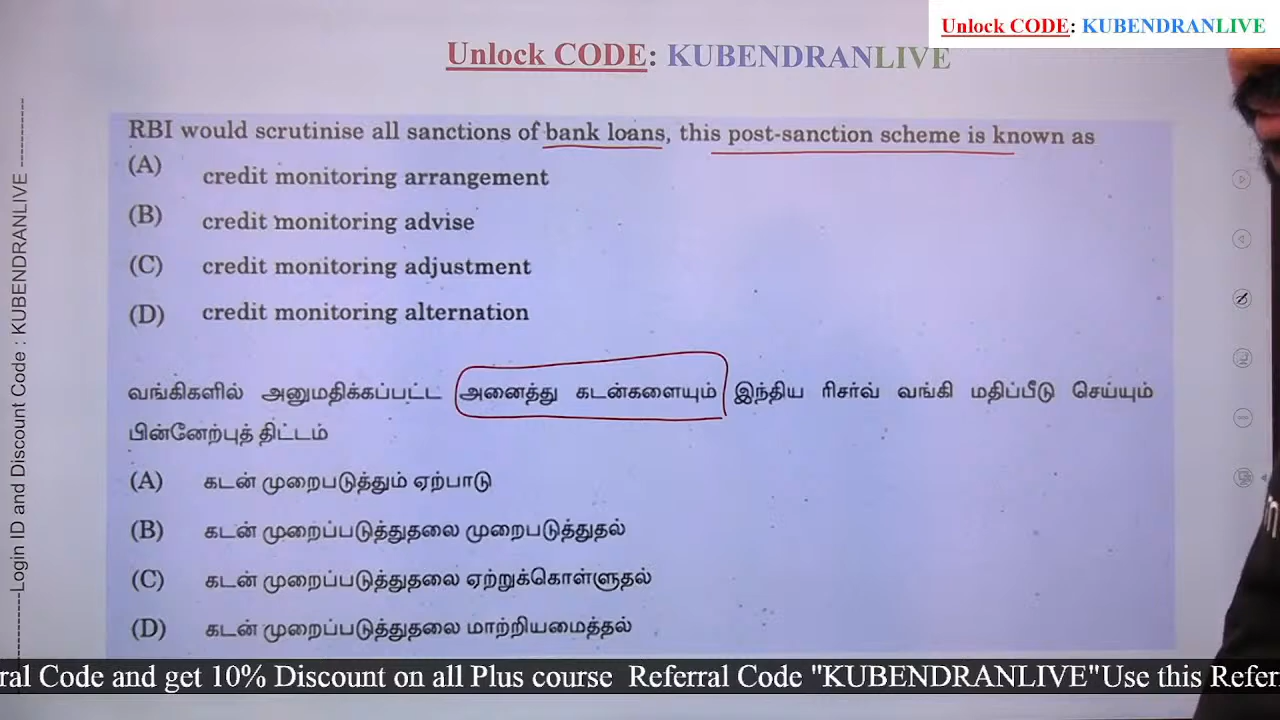 Unlock CODE: KUBENDRANLIVE
Unlock CODE: KUBENDRANLIVE
RBI would scrutinise all sanctions of bank loans, this post-sanction scheme is known as
(A) credit monitoring arrangement
(B) credit monitoring advise
(C) credit monitoring adjustment
(D) credit monitoring alternation
வங்கிகளில் அனுமதிக்கப்பட்ட அனைத்து கடன்களையும் இந்திய ரிசர்வ் வங்கி மதிப்பீடு செய்யும்
பின்னேற்புத் திட்டம்
(A) கடன் முறைபடுத்தும் ஏற்பாடு
(B) கடன் முறைப்படுத்துதலை முறைபடுத்துதல்
(C) கடன் முறைப்படுத்துதலை ஏற்றுக்கொள்ளுதல்
(D) கடன் முறைப்படுத்துதலை மாற்றியமைத்தல்
Login ID and Discount Code : KUBENDRANLIVE
ral Code and get 10% Discount on all Plus course Referral Code "KUBENDRANLIVE"Use this Refer